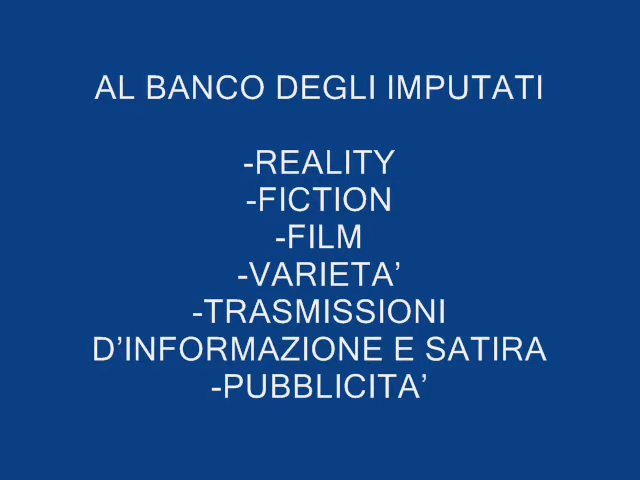 AL BANCO DEGLI IMPUTATI
-REALITY
-FICTION
-FILM
-VARIETA’
-TRASMISSIONI
D’INFORMAZIONE E SATIRA
-PUBBLICITA’